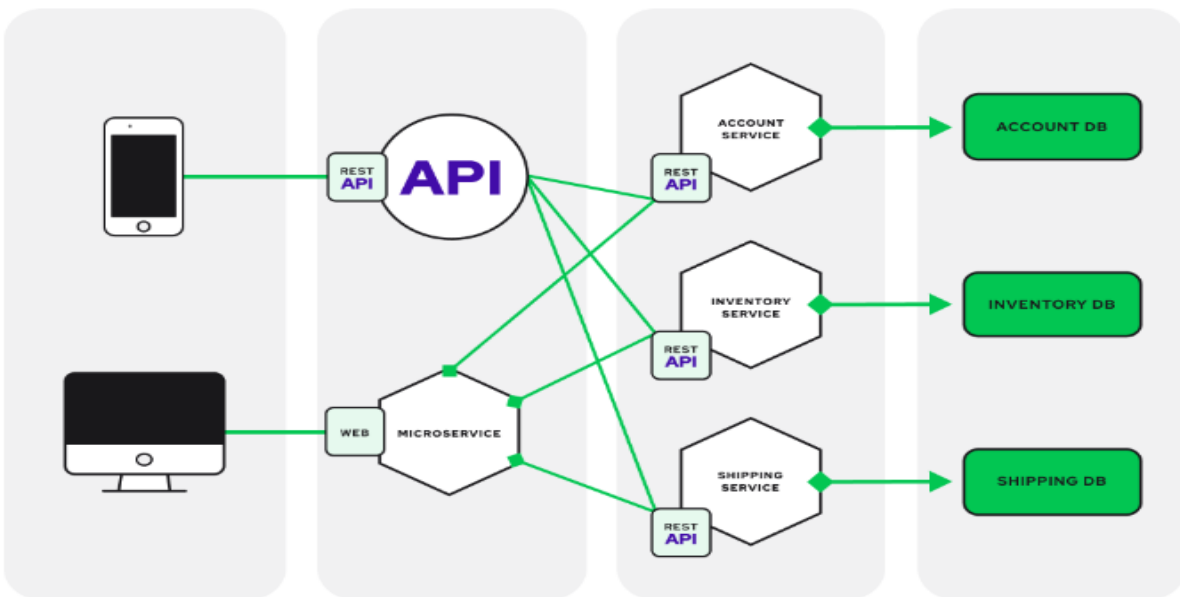 REST
API
API
WEB
MICROSERVICE
ACCOUNT
SERVICE
REST
API
INVENTORY
SERVICE
REST
API
SHIPPING
SERVICE
REST
API
ACCOUNT DB
INVENTORY DB
SHIPPING DB